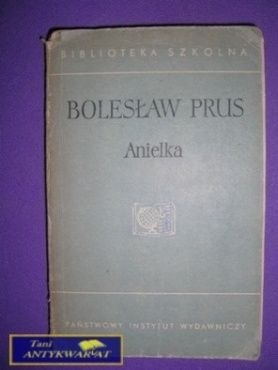 BIBLIOTEKA SZKOLNA
BOLESŁAW PRUS
Anielka
PAŃSTWOWY INSTYTUT WYDAWNICZY
Tani
ANTYKWARIAT